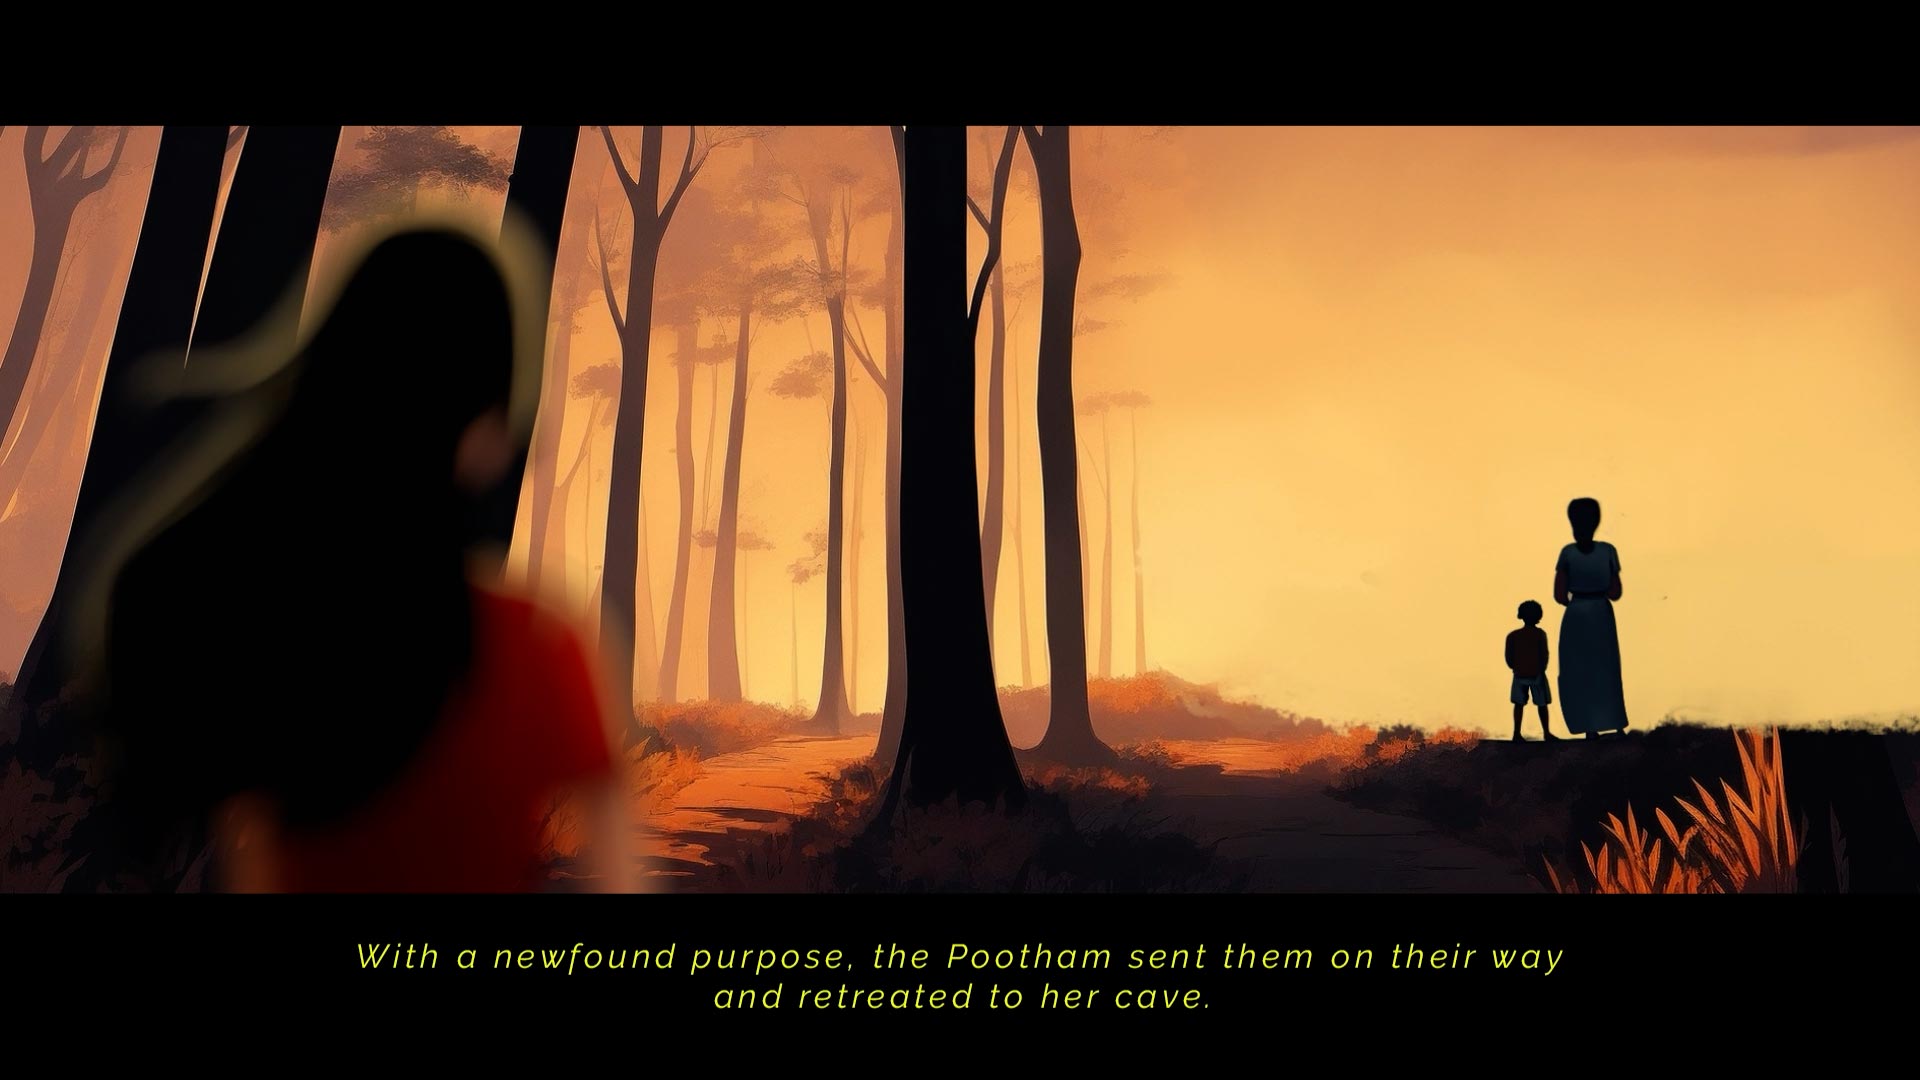 With a newfound purpose, the Pootham sent them on their way
and retreated to her cave.